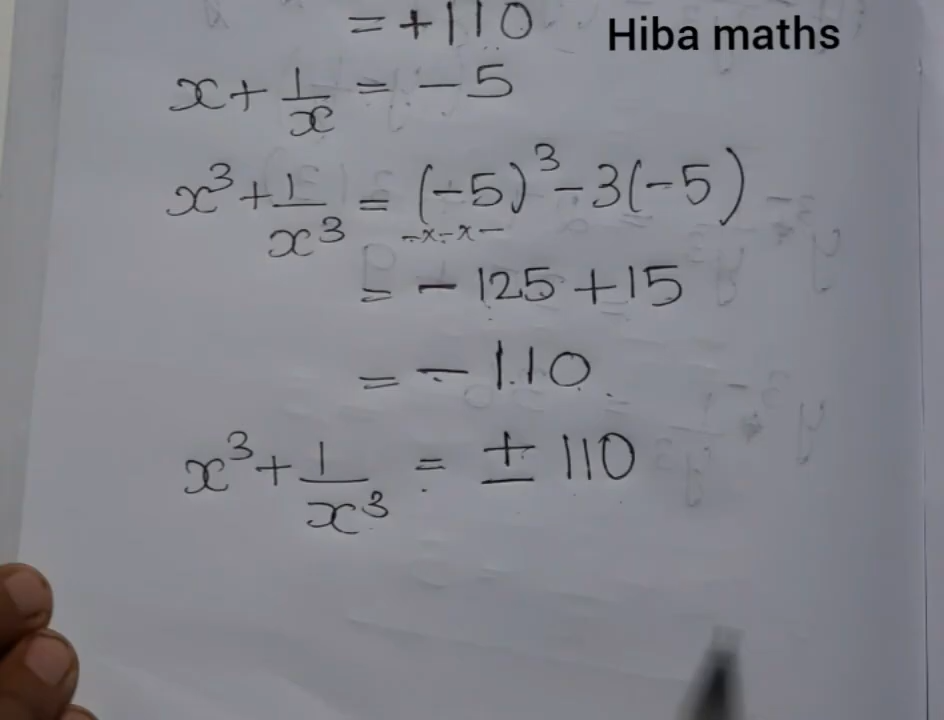 = +110
Hiba maths
x + 1/x = -5
x³ + 1/x³ = (-5)³ - 3(-5)
-x-x-
= -125 + 15
= -110
x³ + 1/x³ = ± 110